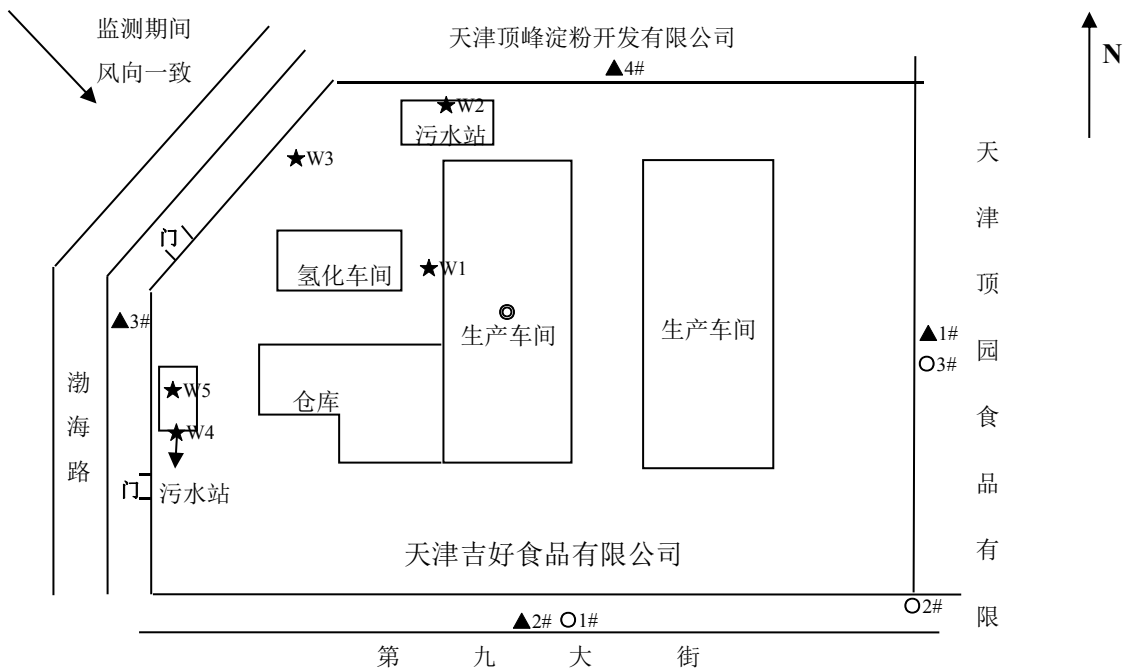 监测期间
风向一致
天津顶峰淀粉开发有限公司
▲4#
N
★W2
污水站
★W3
门
氢化车间
★W1
生产车间
生产车间
▲3#
▲1#
○3#
★W5
仓库
★W4
渤海路
门
污水站
天津吉好食品有限公司
天津顶园食品有限
○2#
▲2# ○1#
第九大街